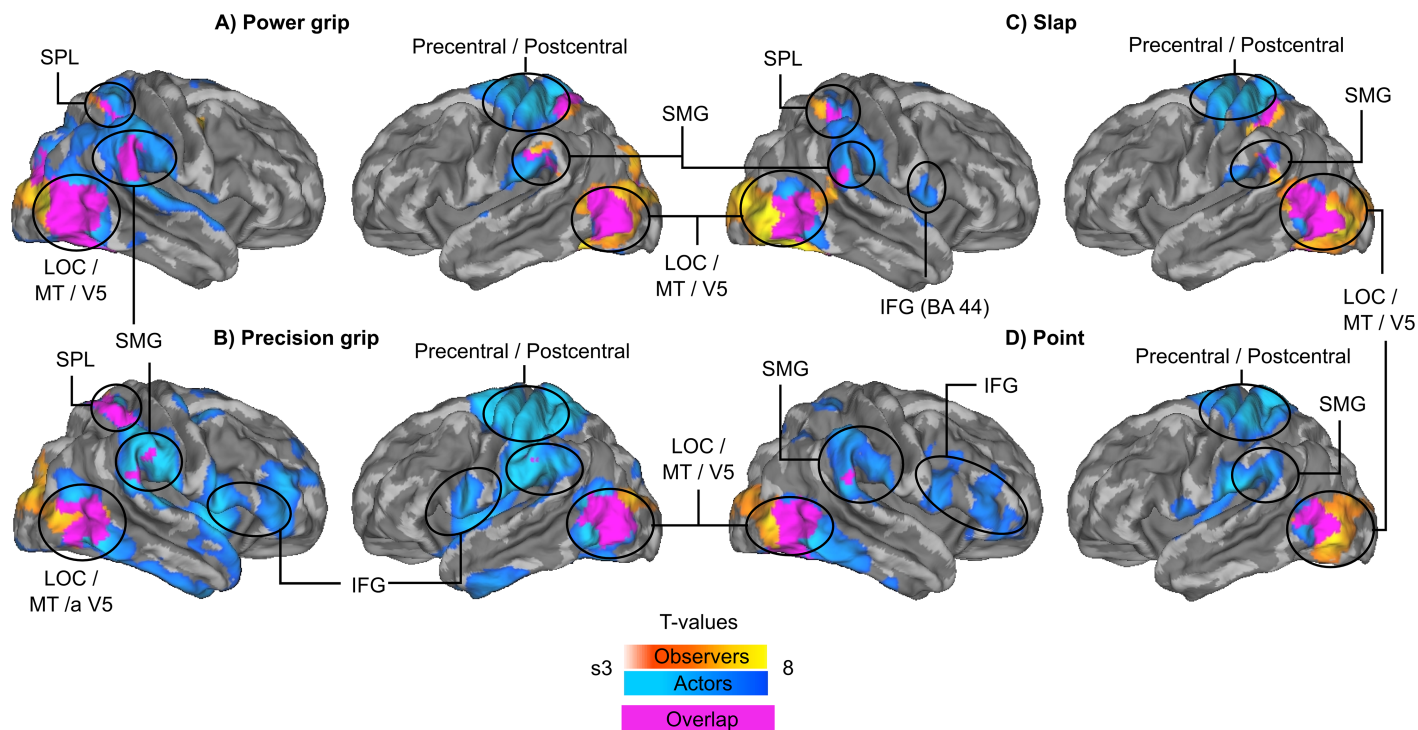 A) Power grip
C) Slap
Precentral / Postcentral
Precentral / Postcentral
SPL
SPL
SMG
SMG
LOC /
MT / V5
LOC /
MT / V5
IFG (BA 44)
LOC /
MT / V5
SMG
B) Precision grip
D) Point
SPL
Precentral / Postcentral
SMG
IFG
Precentral / Postcentral
SMG
LOC /
MT / V5
LOC /
MT /a V5
IFG
T-values
s3
Observers
8
Actors
Overlap